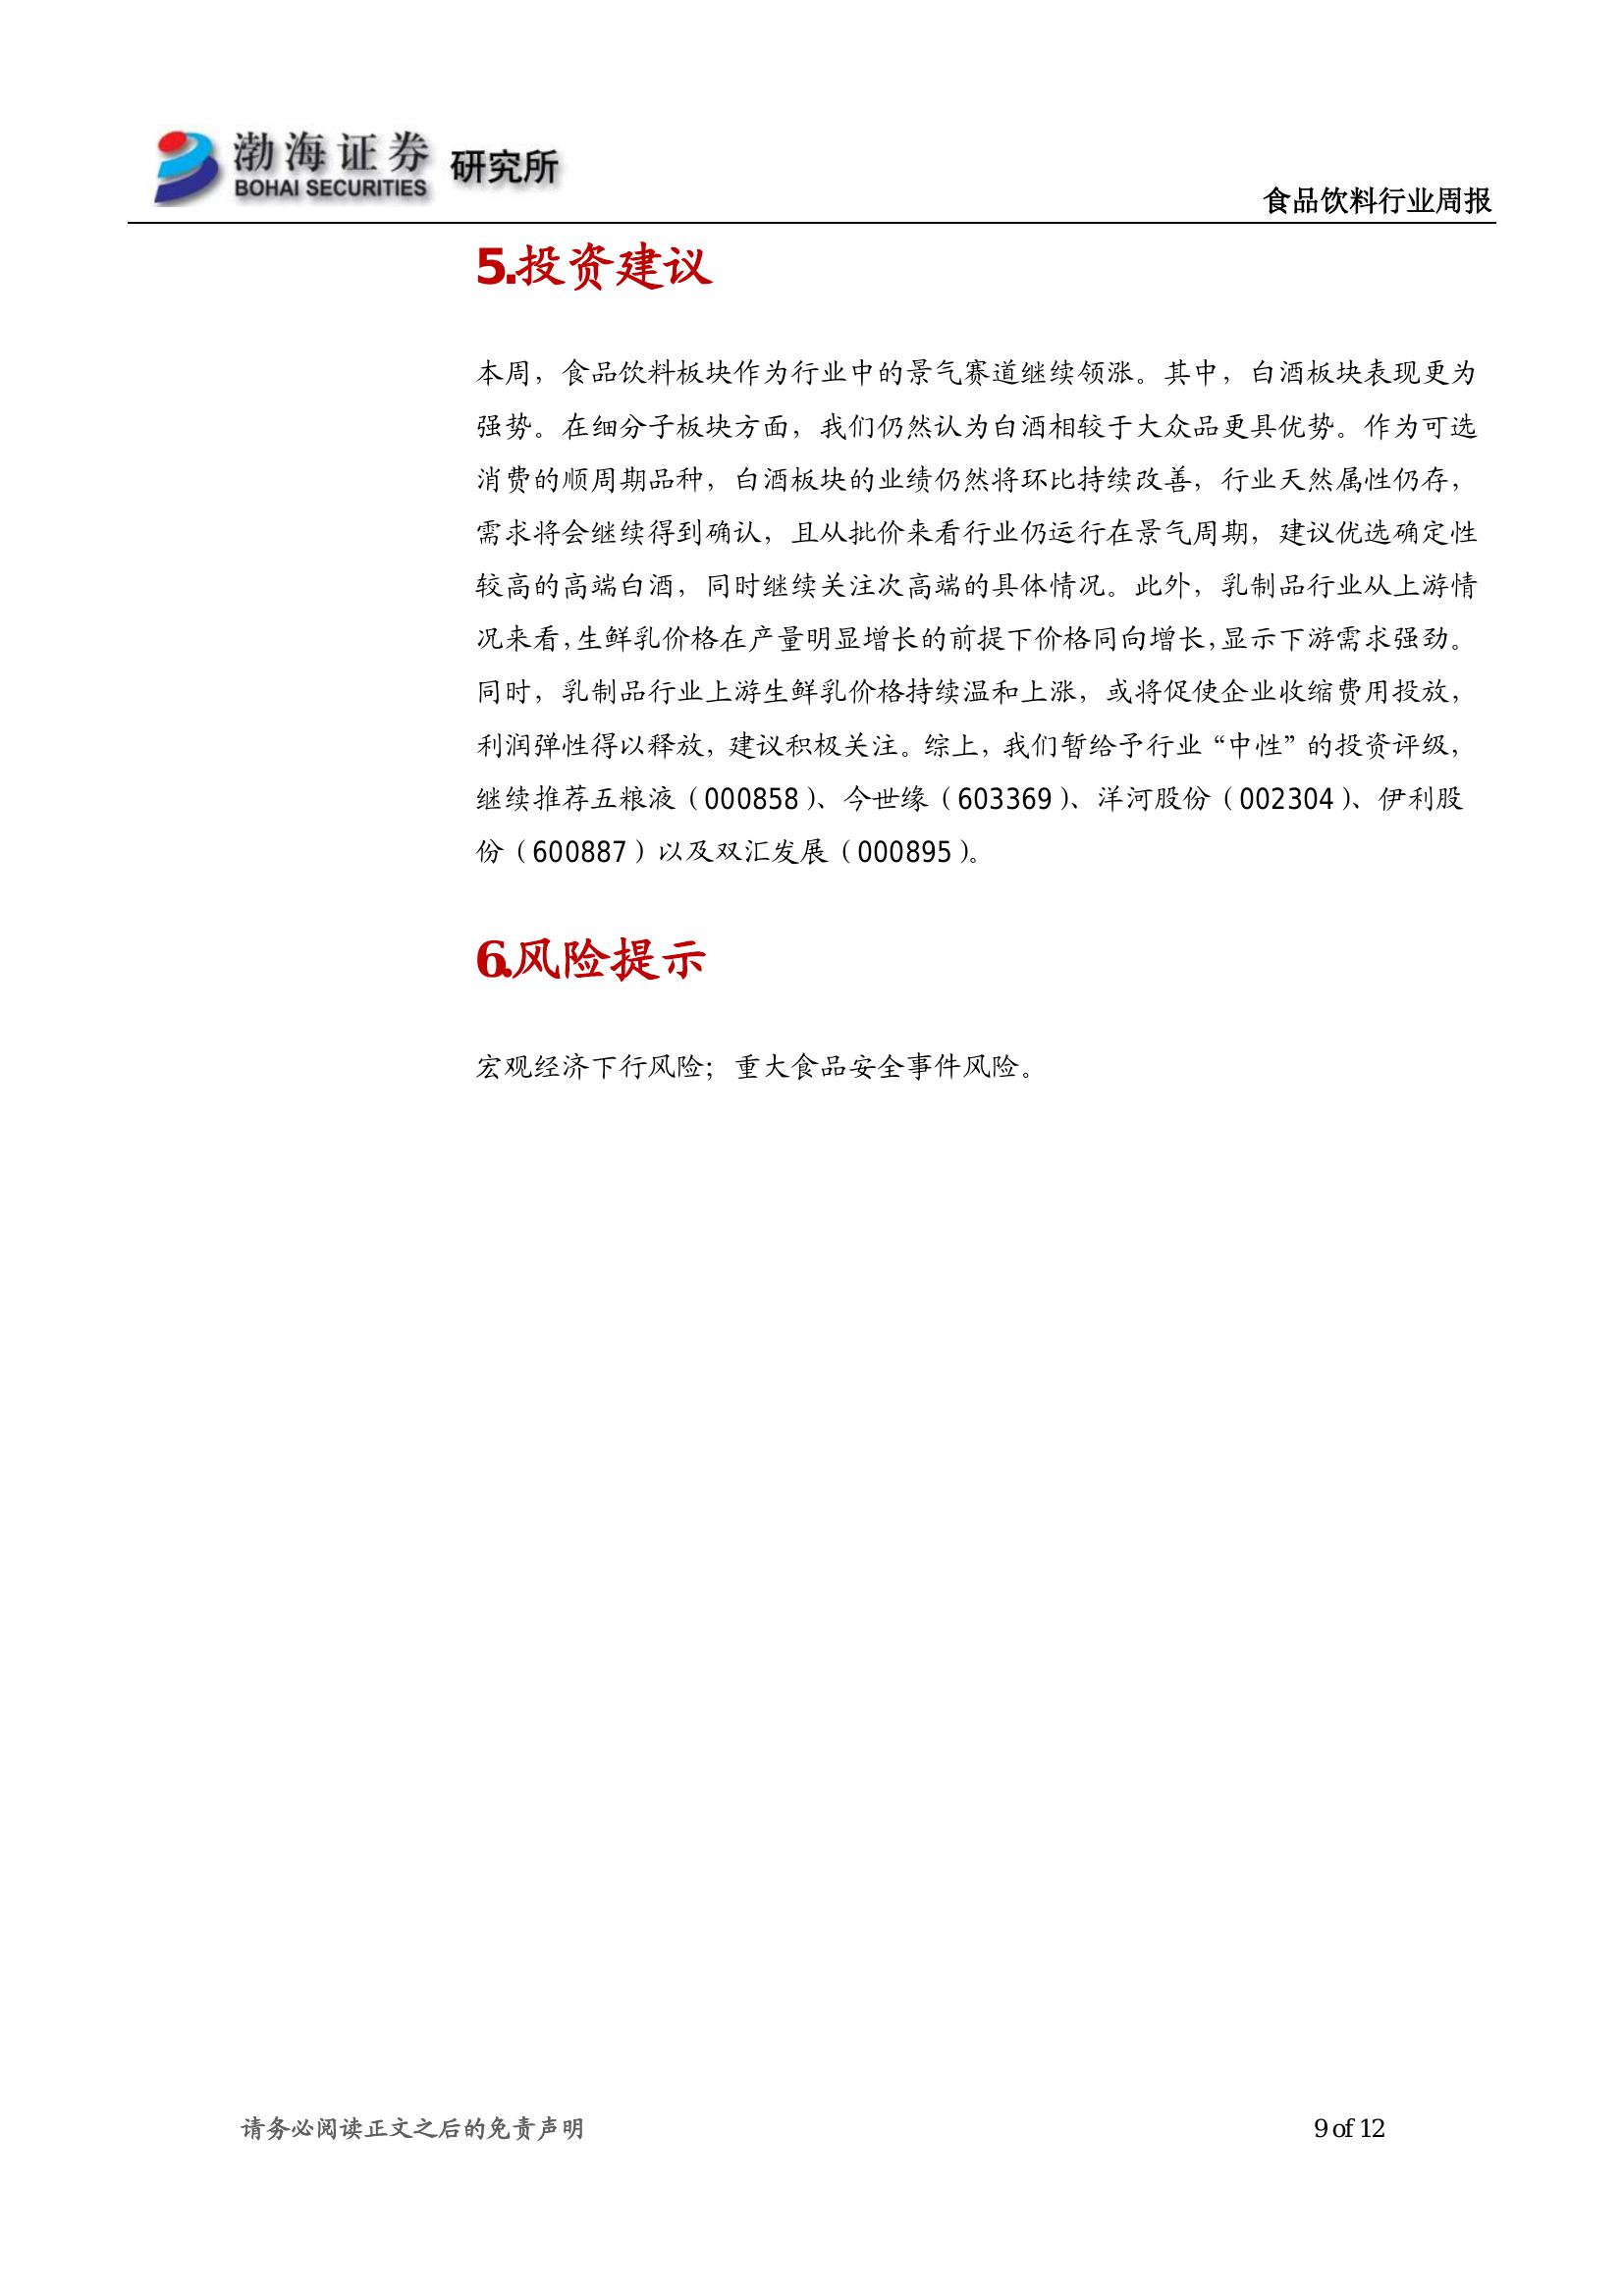 渤海证券 研究所
BOHAI SECURITIES
食品饮料行业周报
5.投资建议
本周，食品饮料板块作为行业中的景气赛道继续领涨。其中，白酒板块表现更为
强势。在细分子板块方面，我们仍然认为白酒相较于大众品更具优势。作为可选
消费的顺周期品种，白酒板块的业绩仍然将环比持续改善，行业天然属性仍存，
需求将会继续得到确认，且从批价来看行业仍运行在景气周期，建议优选确定性
较高的高端白酒，同时继续关注次高端的具体情况。此外，乳制品行业从上游情
况来看，生鲜乳价格在产量明显增长的前提下价格同向增长，显示下游需求强劲。
同时，乳制品行业上游生鲜乳价格持续温和上涨，或将促使企业收缩费用投放，
利润弹性得以释放，建议积极关注。综上，我们暂给予行业“中性”的投资评级，
继续推荐五粮液（000858）、今世缘（603369）、洋河股份（002304）、伊利股
份（600887）以及双汇发展（000895）。
6.风险提示
宏观经济下行风险；重大食品安全事件风险。
请务必阅读正文之后的免责声明
9 of 12